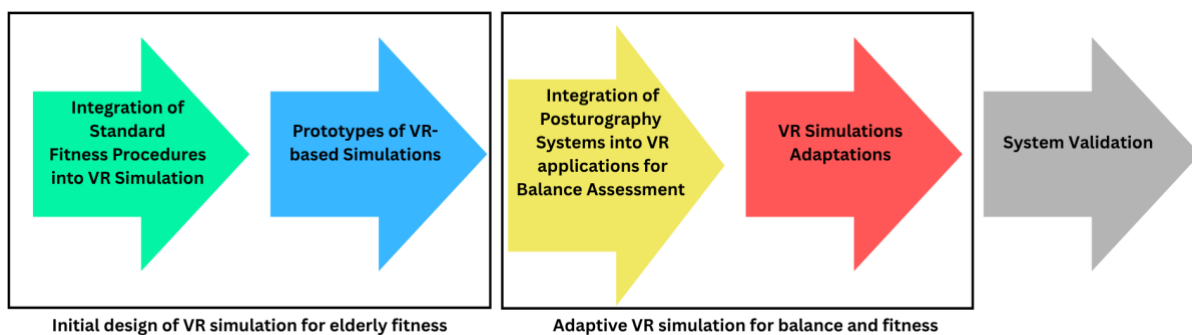 Integration of
Standard
Fitness Procedures
into VR Simulation
Prototypes of VR-
based Simulations
Integration of
Posturography
Systems into VR
applications for
Balance Assessment
VR Simulations
Adaptations
System Validation
Initial design of VR simulation for elderly fitness
Adaptive VR simulation for balance and fitness